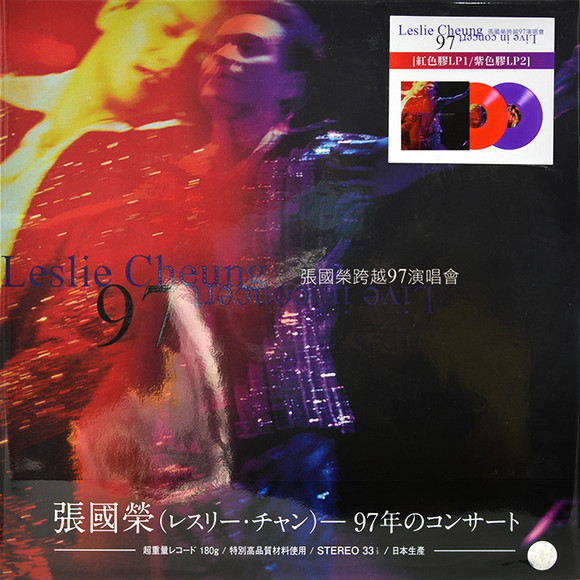 Leslie Cheung 張國榮跨越97演唱會
97 Live in concert
[紅色膠LP1/紫色膠LP2]
Leslie Cheung 張國榮跨越97演唱會
97 Live in concert
張國榮(レスリー・チャン)— 97年のコンサート
超重量レコード 180g / 特別高品質材料使用 / STEREO 33⅓ / 日本生産